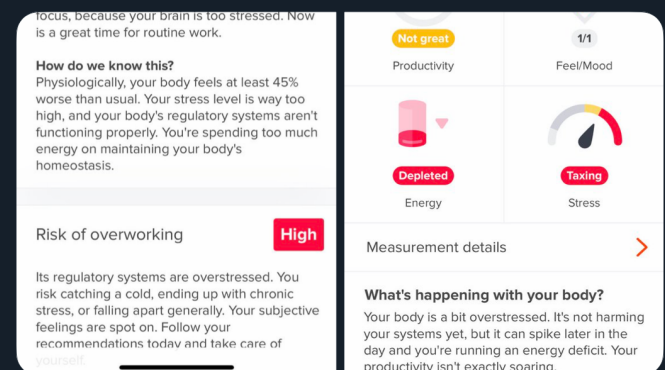 focus, because your brain is too stressed. Now
is a great time for routine work.
How do we know this?
Physiologically, your body feels at least 45%
worse than usual. Your stress level is way too
high, and your body's regulatory systems aren't
functioning properly. You're spending too much
energy on maintaining your body's
homeostasis.
Risk of overworking
High
Its regulatory systems are overstressed. You
risk catching a cold, ending up with chronic
stress, or falling apart generally. Your subjective
feelings are spot on. Follow your
recommendations today and take care of
yourself.
Not great
Productivity
1/1
Feel/Mood
Depleted
Energy
Taxing
Stress
Measurement details
What's happening with your body?
Your body is a bit overstressed. It's not harming
your systems yet, but it can spike later in the
day and you're running an energy deficit. Your
productivity isn't exactly soaring.